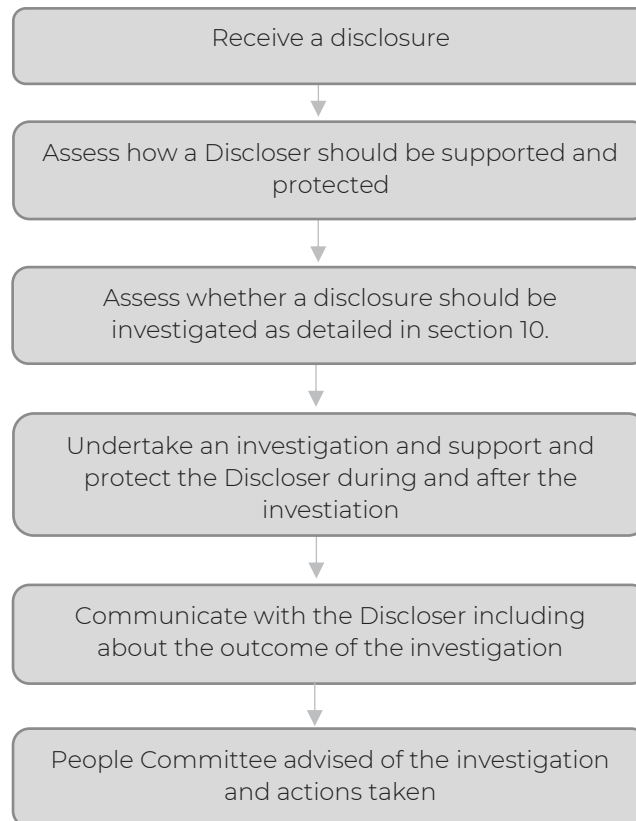 Receive a disclosure
Assess how a Discloser should be supported and
protected
Assess whether a disclosure should be
investigated as detailed in section 10.
Undertake an investigation and support and
protect the Discloser during and after the
investiation
Communicate with the Discloser including
about the outcome of the investigation
People Committee advised of the investigation
and actions taken